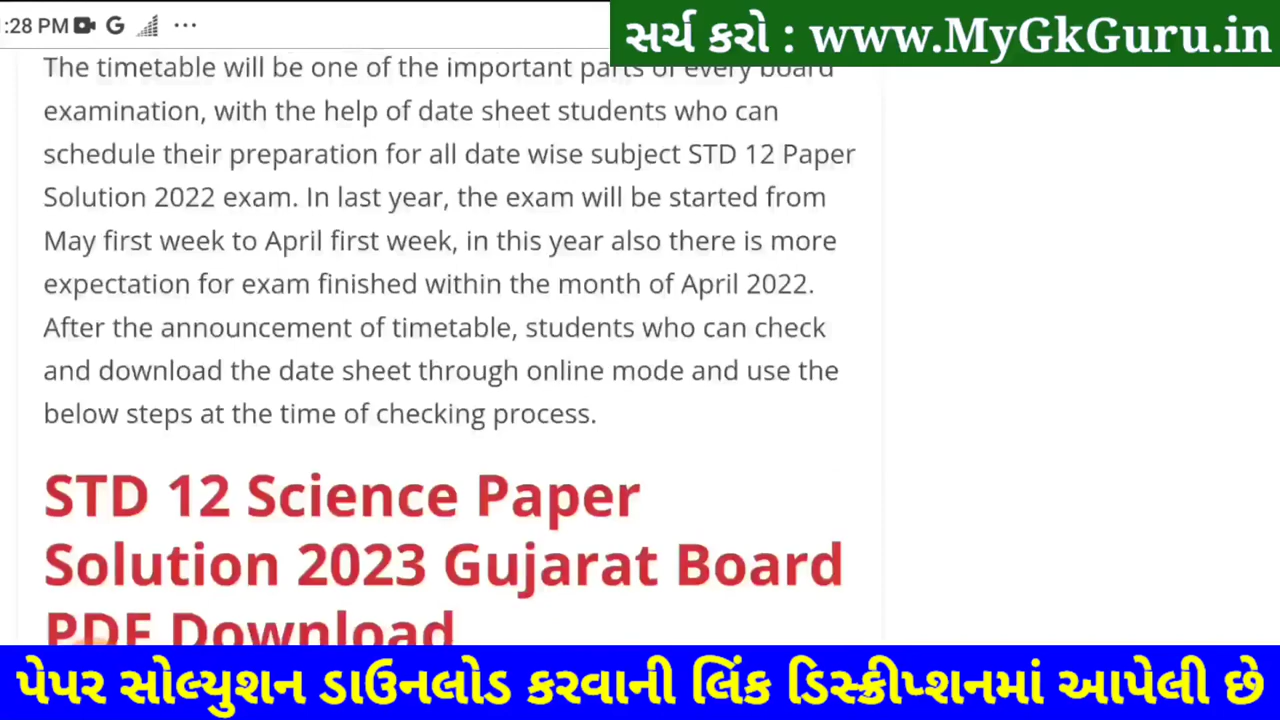 :28 PM G ...
સર્ચ કરો : www.MyGkGuru.in
The timetable will be one of the important parts of every board
examination, with the help of date sheet students who can
schedule their preparation for all date wise subject STD 12 Paper
Solution 2022 exam. In last year, the exam will be started from
May first week to April first week, in this year also there is more
expectation for exam finished within the month of April 2022.
After the announcement of timetable, students who can check
and download the date sheet through online mode and use the
below steps at the time of checking process.
STD 12 Science Paper
Solution 2023 Gujarat Board
PDF Download
પેપર સોલ્યુશન ડાઉનલોડ કરવાની લિંક ડિસ્ક્રીપ્શનમાં આપેલી છે